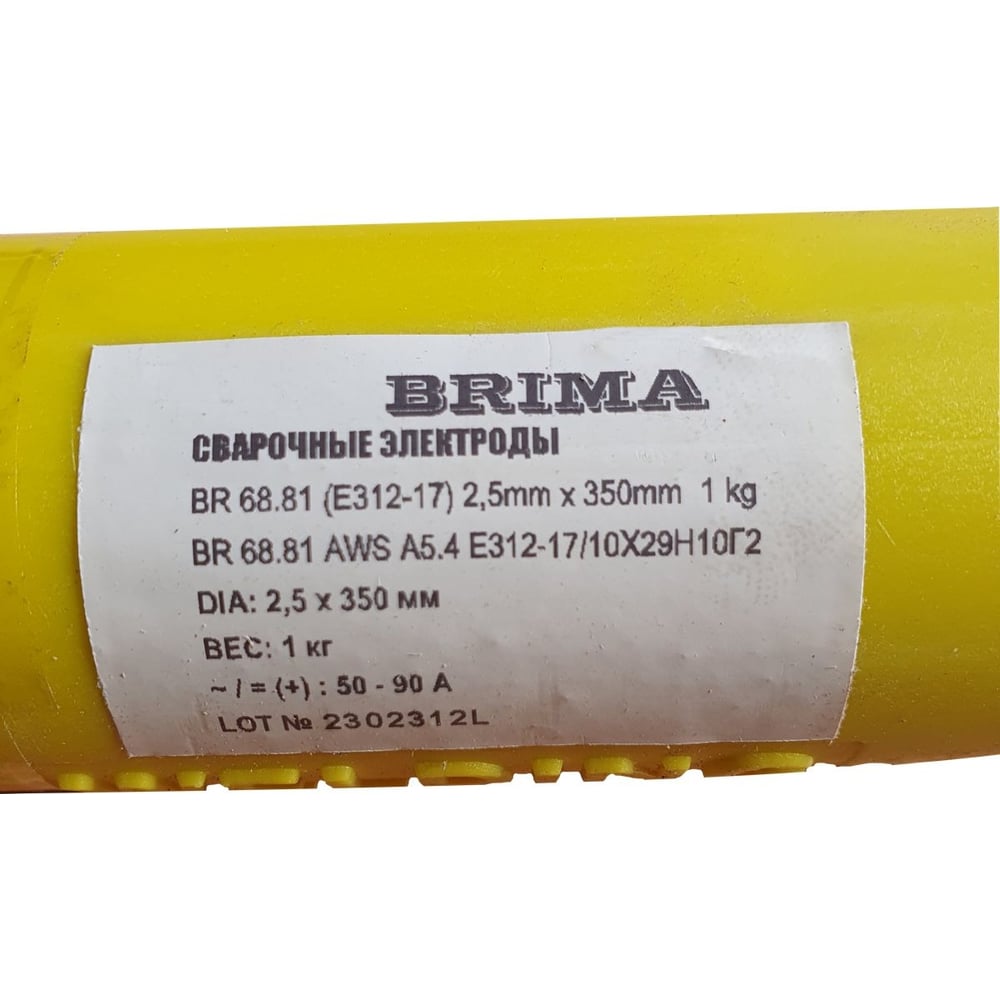 BRIMA
СВАРОЧНЫЕ ЭЛЕКТРОДЫ
BR 68.81 (E312-17) 2,5mm x 350mm 1 kg
BR 68.81 AWS A5.4 E312-17/10Х29Н10Г2
DIA: 2,5 x 350 мм
ВЕС: 1 кг
~ / = (+) : 50 - 90 A
LOT № 2302312L